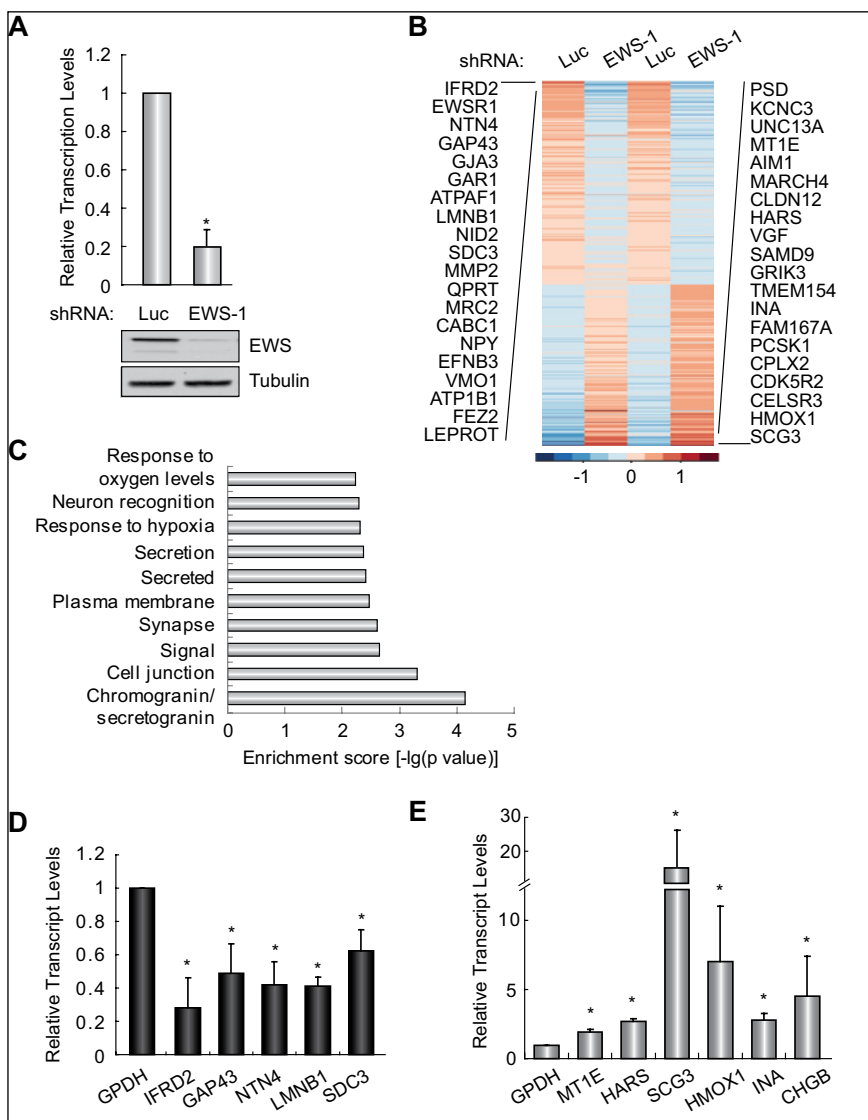 A
1.2
1
0.8
0.6
0.4
0.2
0
Relative Transcription Levels
*
shRNA: Luc EWS-1
EWS
Tubulin
B
shRNA: Luc EWS-1 Luc EWS-1
IFRD2
EWSR1
NTN4
GAP43
GJA3
GAR1
ATPAF1
LMNB1
NID2
SDC3
MMP2
QPRT
MRC2
CABC1
NPY
EFNB3
VMO1
ATP1B1
FEZ2
LEPROT
PSD
KCNC3
UNC13A
MT1E
AIM1
MARCH4
CLDN12
HARS
VGF
SAMD9
GRIK3
TMEM154
INA
FAM167A
PCSK1
CPLX2
CDK5R2
CELSR3
HMOX1
SCG3
-1 0 1
C
Response to
oxygen levels
Neuron recognition
Response to hypoxia
Secretion
Secreted
Plasma membrane
Synapse
Signal
Cell junction
Chromogranin/
secretogranin
0 1 2 3 4 5
Enrichment score [-lg(p value)]
D
1.2
1
0.8
0.6
0.4
0.2
0
Relative Transcript Levels
* * * * *
GPDH IFRD2 GAP43 NTN4 LMNB1 SDC3
E
30
20
10
5
0
Relative Transcript Levels
* * * * * *
GPDH MT1E HARS SCG3 HMOX1 INA CHGB